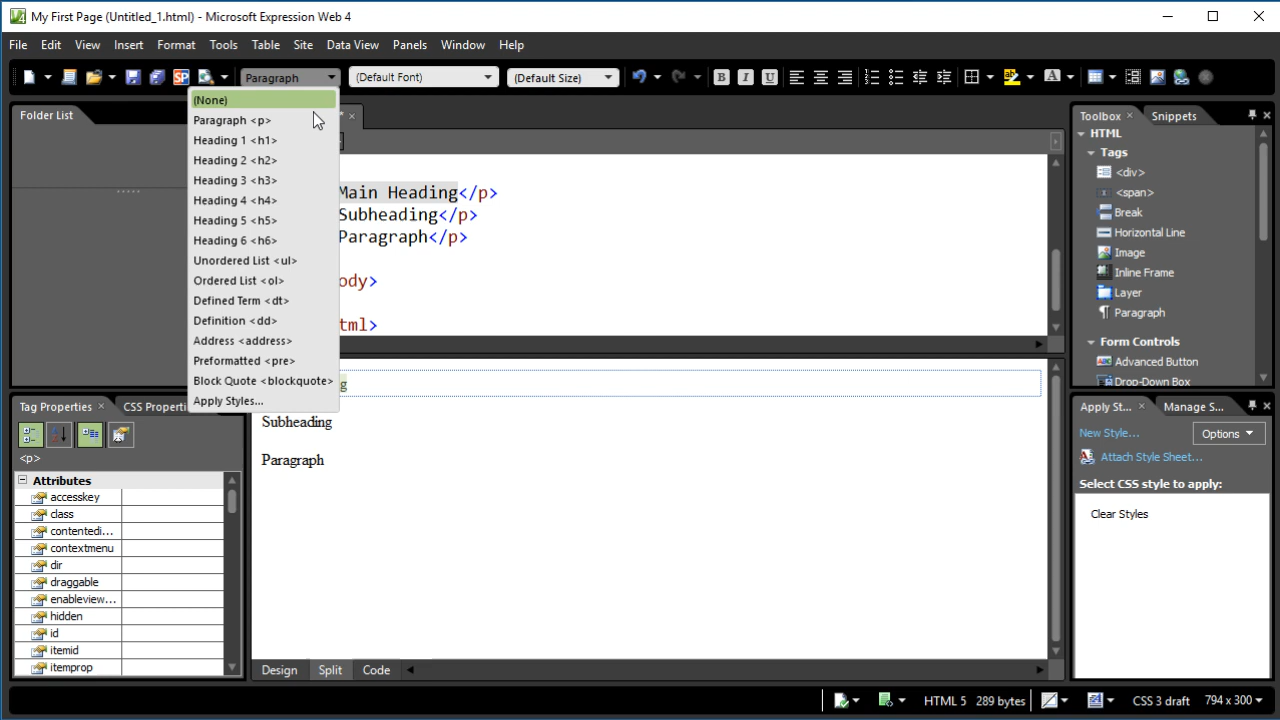 My First Page (Untitled_1.html) - Microsoft Expression Web 4
File Edit View Insert Format Tools Table Site Data View Panels Window Help
Paragraph (Default Font) (Default Size) B I U A
Folder List
(None)
Paragraph <p>
Heading 1 <h1>
Heading 2 <h2>
Heading 3 <h3>
Heading 4 <h4>
Heading 5 <h5>
Heading 6 <h6>
Unordered List <ul>
Ordered List <ol>
Defined Term <dt>
Definition <dd>
Address <address>
Preformatted <pre>
Block Quote <blockquote>
Apply Styles...
Main Heading</p>
Subheading</p>
Paragraph</p>
ody>
tml>
g
Subheading
Paragraph
Design Split Code
Toolbox Snippets
HTML
Tags
<div>
<span>
Break
Horizontal Line
Image
Inline Frame
Layer
Paragraph
Form Controls
Advanced Button
Drop-Down Box
Tag Properties CSS Properti
<p>
Attributes
accesskey
class
contentedi...
contextmenu
dir
draggable
enableview...
hidden
id
itemid
itemprop
Apply St... Manage S...
New Style... Options
Attach Style Sheet...
Select CSS style to apply:
Clear Styles
HTML 5 289 bytes CSS 3 draft 794 x 300